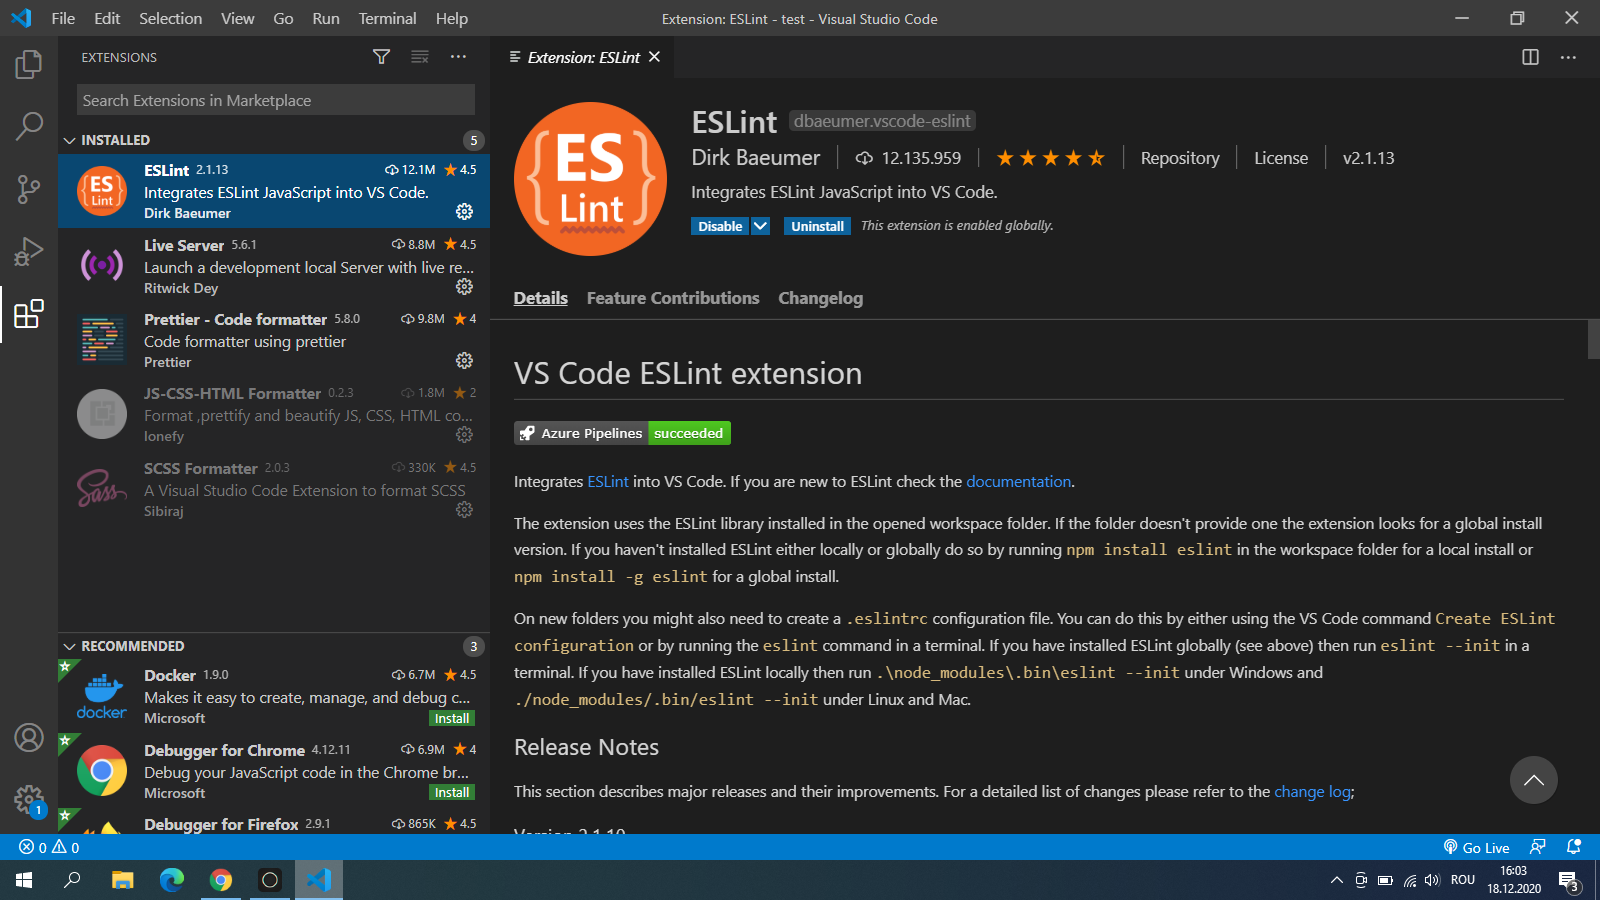 File Edit Selection View Go Run Terminal Help
Extension: ESLint - test - Visual Studio Code
EXTENSIONS
Search Extensions in Marketplace
INSTALLED 5
ESLint 2.1.13 12.1M 4.5
Integrates ESLint JavaScript into VS Code.
Dirk Baeumer
Live Server 5.6.1 8.8M 4.5
Launch a development local Server with live re...
Ritwick Dey
Prettier - Code formatter 5.8.0 9.8M 4
Code formatter using prettier
Prettier
JS-CSS-HTML Formatter 0.2.3 1.8M 2
Format ,prettify and beautify JS, CSS, HTML co...
lonefy
SCSS Formatter 2.0.3 330K 4.5
A Visual Studio Code Extension to format SCSS
Sibiraj
Sass
RECOMMENDED 3
Docker 1.9.0 6.7M 4.5
Makes it easy to create, manage, and debug c...
Microsoft Install
docker
Debugger for Chrome 4.12.11 6.9M 4
Debug your JavaScript code in the Chrome br...
Microsoft Install
Debugger for Firefox 2.9.1 865K 4.5
1
Extension: ESLint
{ES}
Lint
ESLint dbaeumer.vscode-eslint
Dirk Baeumer 12.135.959 Repository License v2.1.13
Integrates ESLint JavaScript into VS Code.
Disable Uninstall This extension is enabled globally.
Details Feature Contributions Changelog
VS Code ESLint extension
Azure Pipelines succeeded
Integrates ESLint into VS Code. If you are new to ESLint check the documentation.
The extension uses the ESLint library installed in the opened workspace folder. If the folder doesn't provide one the extension looks for a global install
version. If you haven't installed ESLint either locally or globally do so by running npm install eslint in the workspace folder for a local install or
npm install -g eslint for a global install.
On new folders you might also need to create a .eslintrc configuration file. You can do this by either using the VS Code command Create ESLint
configuration or by running the eslint command in a terminal. If you have installed ESLint globally (see above) then run eslint --init in a
terminal. If you have installed ESLint locally then run .\node_modules\.bin\eslint --init under Windows and
./node_modules/.bin/eslint --init under Linux and Mac.
Release Notes
This section describes major releases and their improvements. For a detailed list of changes please refer to the change log;
Version 2.1.10
0 0 Go Live
ROU 16:03
18.12.2020 3